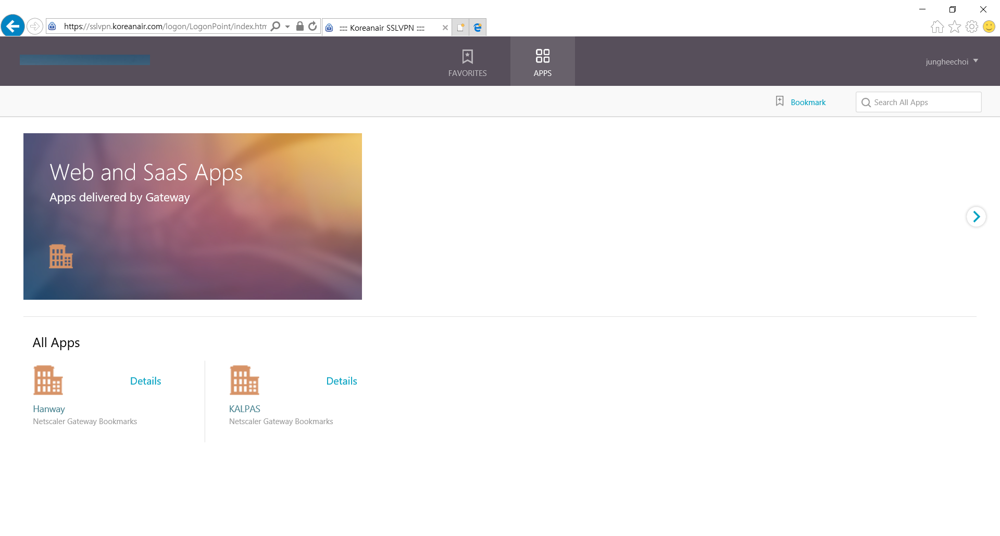 https://sslvpn.koreanair.com/logon/LogonPoint/index.htm
::::: Koreanair SSLVPN :::::
FAVORITES
APPS
jungheechoi
Bookmark
Search All Apps
Web and SaaS Apps
Apps delivered by Gateway
All Apps
Details
Details
Hanway
KALPAS
Netscaler Gateway Bookmarks
Netscaler Gateway Bookmarks